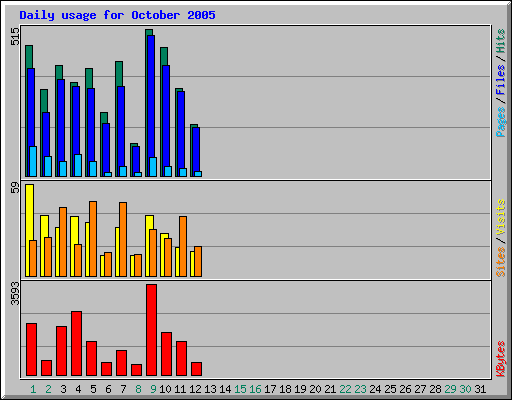 Daily usage for October 2005
515
Pages/Files/Hits
59
Sites/Visits
3593
KBytes
1 2 3 4 5 6 7 8 9 10 11 12 13 14 15 16 17 18 19 20 21 22 23 24 25 26 27 28 29 30 31